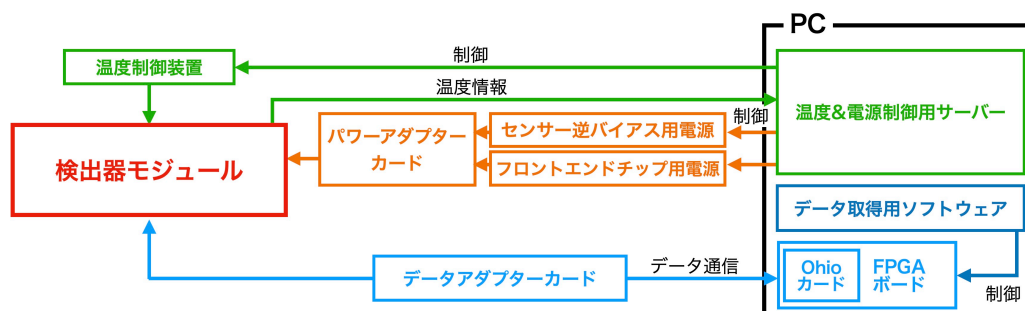 PC
制御
温度制御装置
温度情報
温度&電源制御用サーバー
制御
パワーアダプター
カード
センサー逆バイアス用電源
フロントエンドチップ用電源
検出器モジュール
データ取得用ソフトウェア
データアダプターカード
データ通信
Ohio
カード
FPGA
ボード
制御